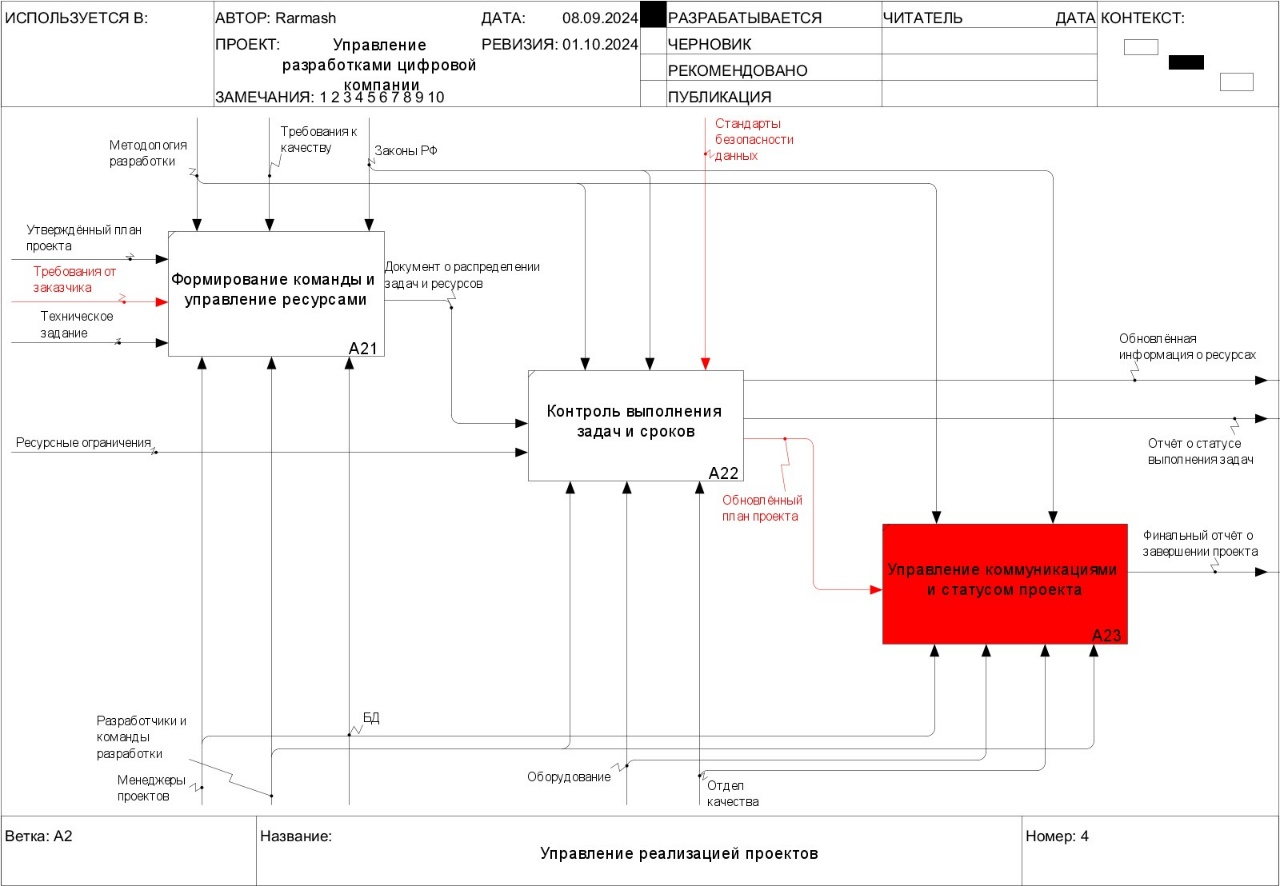 ИСПОЛЬЗУЕТСЯ В:
АВТОР: Rarmash
ДАТА: 08.09.2024
РАЗРАБАТЫВАЕТСЯ
ЧИТАТЕЛЬ
ДАТА
КОНТЕКСТ:
ПРОЕКТ:
Управление
разработками цифровой
компании
РЕВИЗИЯ: 01.10.2024
ЧЕРНОВИК
РЕКОМЕНДОВАНО
ЗАМЕЧАНИЯ: 1 2 3 4 5 6 7 8 9 10
ПУБЛИКАЦИЯ
Методология
разработки
Требования к
качеству
Законы РФ
Стандарты
безопасности
данных
Утверждённый план
проекта
Требования от
заказчика
Техническое
задание
Формирование команды и
управление ресурсами
A21
Документ о распределении
задач и ресурсов
Обновлённая
информация о ресурсах
Контроль выполнения
задач и сроков
A22
Ресурсные ограничения
Отчёт о статусе
выполнения задач
Обновлённый
план проекта
Финальный отчёт о
завершении проекта
Управление коммуникациями
и статусом проекта
A23
БД
Разработчики и
команды
разработки
Менеджеры
проектов
Оборудование
Отдел
качества
Ветка: A2
Название:
Управление реализацией проектов
Номер: 4